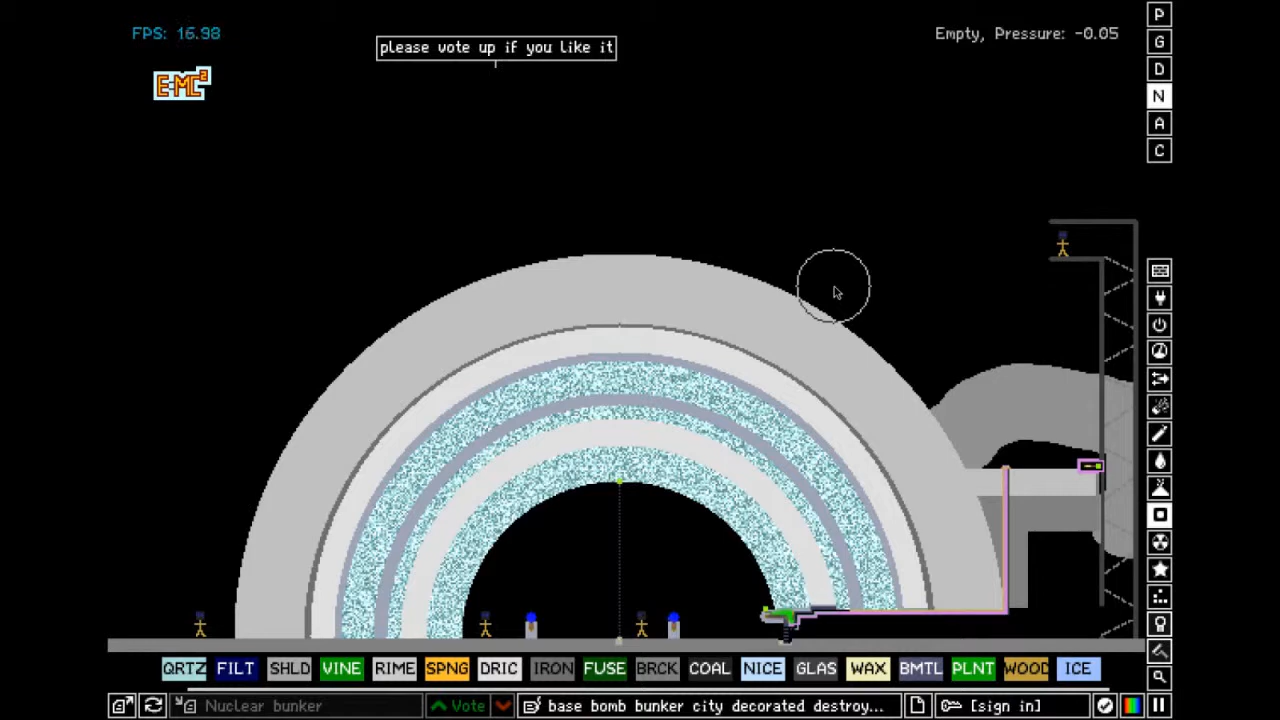 FPS: 16.98
please vote up if you like it
Empty, Pressure: -0.05
E=MC²
P
G
D
N
A
C
QRTZ FILT SHLD VINE RIME SPNG DRIC IRON FUSE BRCK COAL NICE GLAS WAX BMTL PLNT WOOD ICE
Nuclear bunker Vote base bomb bunker city decorated destroy... [sign in]